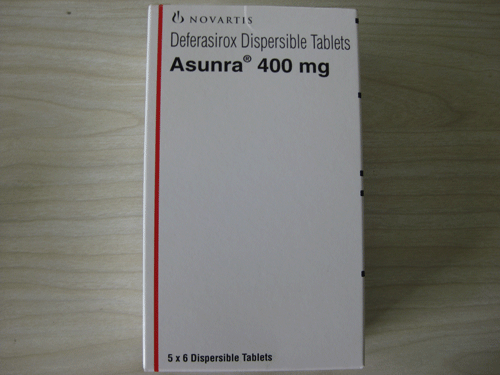 NOVARTIS
Deferasirox Dispersible Tablets
Asunra® 400 mg
5 x 6 Dispersible Tablets